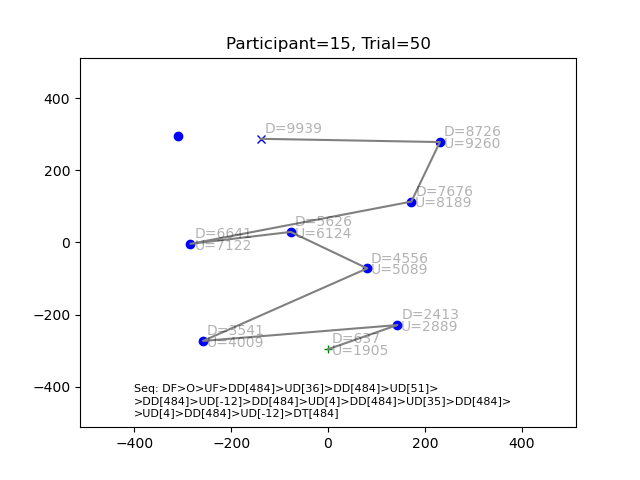 Participant=15, Trial=50
400
200
0
−200
−400
D=9939
D=8726
U=9260
D=7676
U=8189
D=5626
U=6124
D=6641
U=7122
D=4556
U=5089
D=2413
U=2889
D=3541
U=4009
D=637
U=1905
Seq: DF>O>UF>DD[484]>UD[36]>DD[484]>UD[51]>
>DD[484]>UD[-12]>DD[484]>UD[4]>DD[484]>UD[35]>DD[484]>
>UD[4]>DD[484]>UD[-12]>DT[484]
−400
−200
0
200
400